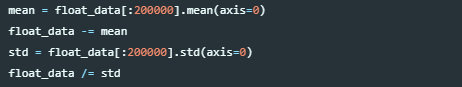 mean = float_data[:200000].mean(axis=0)
float_data -= mean
std = float_data[:200000].std(axis=0)
float_data /= std